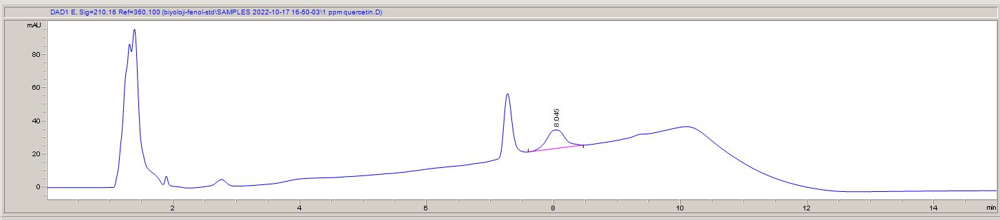 DAD1 E, Sig=210,16 Ref=360,100 (biyoloji-fenol-std\SAMPLES 2022-10-17 16-50-03\1 ppm quercetin.D)
mAU
80
60
40
20
0
8.045
2 4 6 8 10 12 14 min